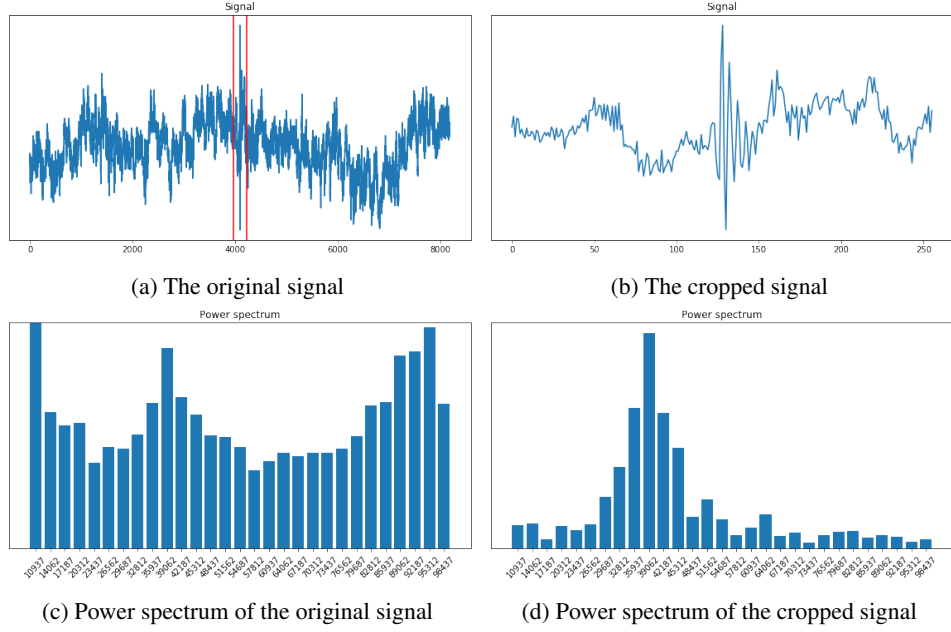 Signal
0 2000 4000 6000 8000
(a) The original signal
Signal
0 50 100 150 200 250
(b) The cropped signal
Power spectrum
10937 14062 17187 20312 23437 26562 29687 32812 35937 39062 42187 45312 48437 51562 54687 57812 60937 64062 67187 70312 73437 76562 79687 82812 85937 89062 92187 95312 98437
(c) Power spectrum of the original signal
Power spectrum
10937 14062 17187 20312 23437 26562 29687 32812 35937 39062 42187 45312 48437 51562 54687 57812 60937 64062 67187 70312 73437 76562 79687 82812 85937 89062 92187 95312 98437
(d) Power spectrum of the cropped signal